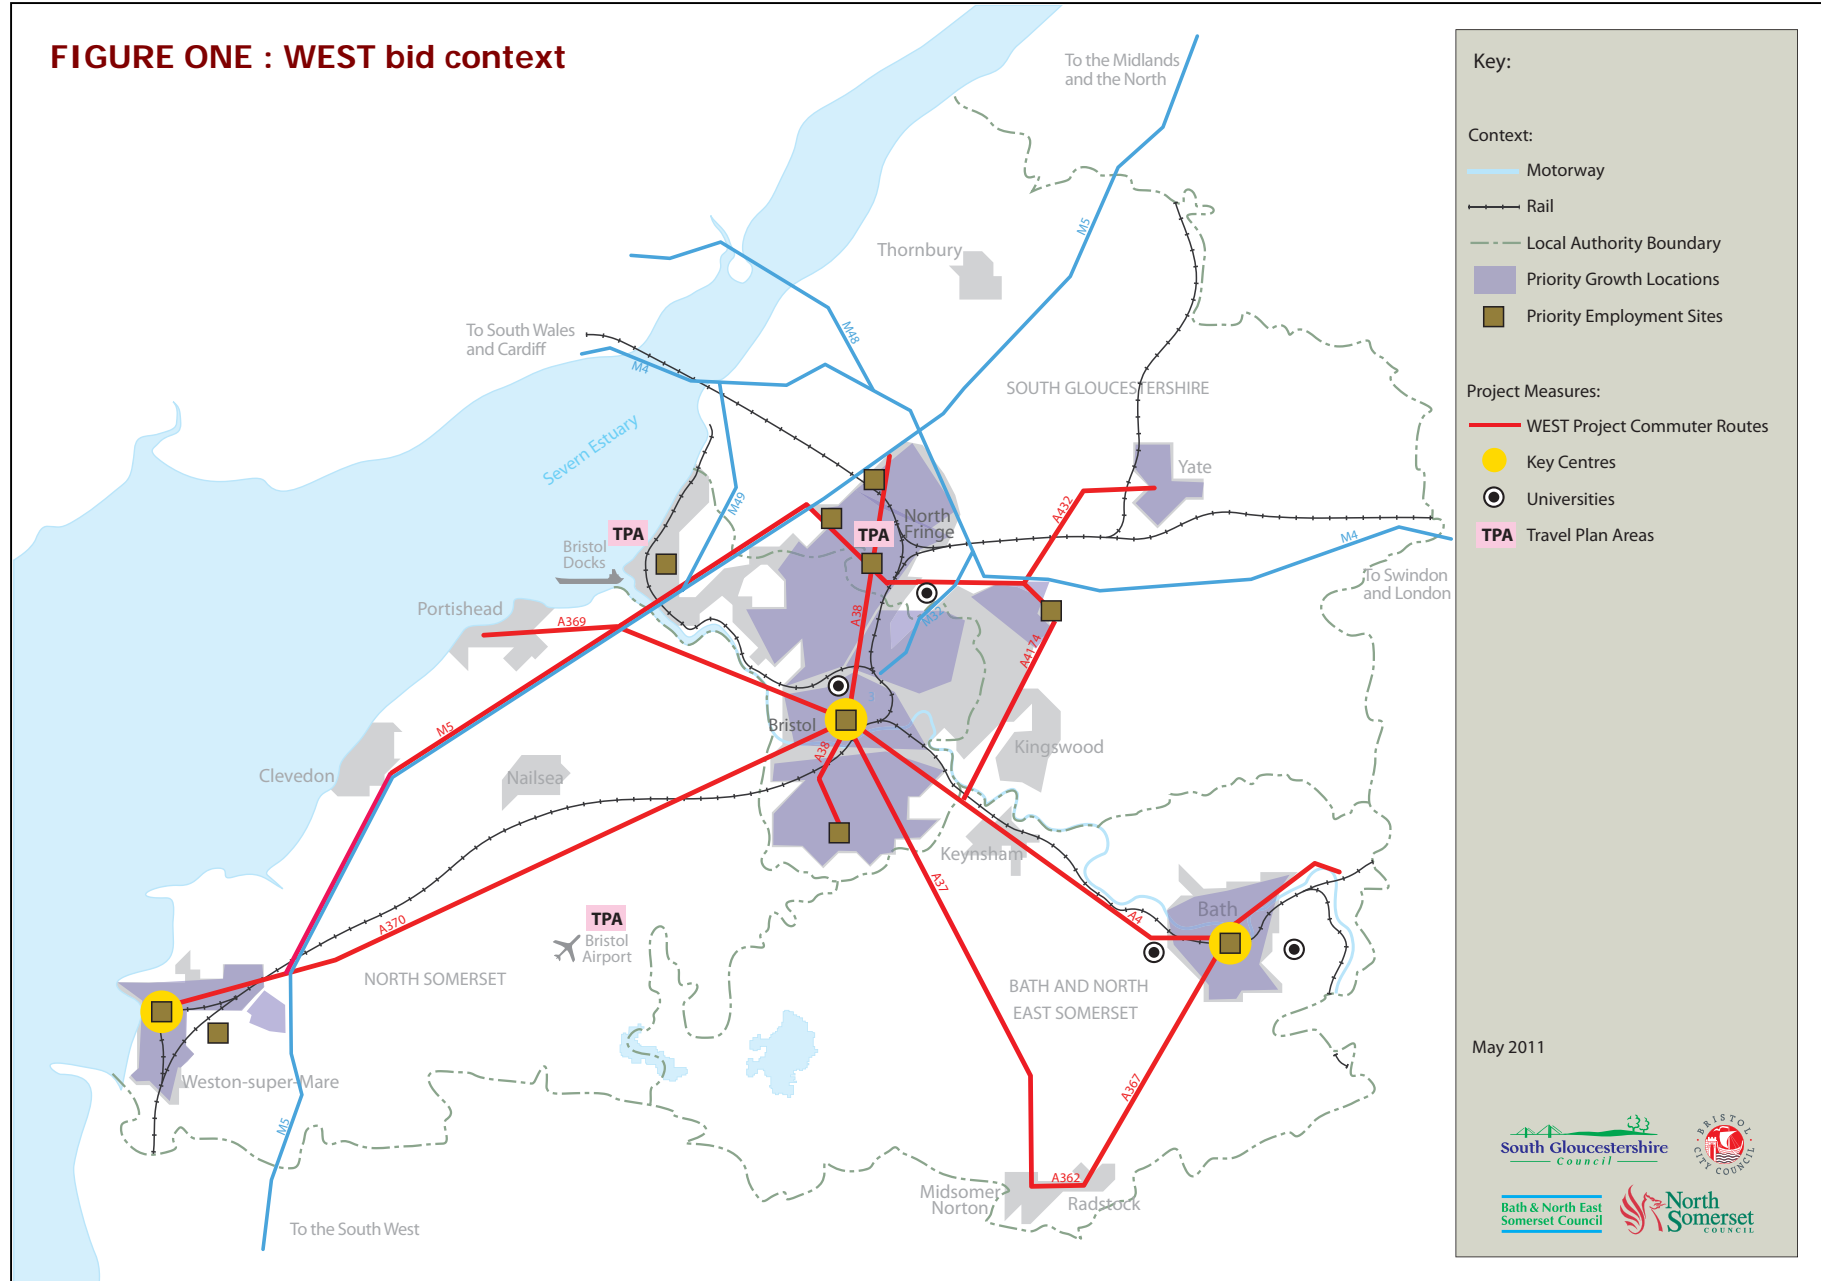 FIGURE ONE : WEST bid context
To the Midlands
and the North
M5
Thornbury
To South Wales
and Cardiff
M4
M48
SOUTH GLOUCESTERSHIRE
Severn Estuary
M49
Yate
A432
North
Fringe
TPA
TPA
Bristol
Docks
M4
To Swindon
and London
Portishead
A369
A38
M32
A4174
3
Bristol
M5
A38
Clevedon
Nailsea
Kingswood
Keynsham
A37
A4
Bath
A370
TPA
Bristol
Airport
NORTH SOMERSET
BATH AND NORTH
EAST SOMERSET
Weston-super-Mare
A367
M5
A362
Midsomer
Norton
Radstock
To the South West
Key:
Context:
Motorway
Rail
Local Authority Boundary
Priority Growth Locations
Priority Employment Sites
Project Measures:
WEST Project Commuter Routes
Key Centres
Universities
TPA Travel Plan Areas
May 2011
South Gloucestershire
Council
BRISTOL
CITY COUNCIL
Bath & North East
Somerset Council
North
Somerset
COUNCIL